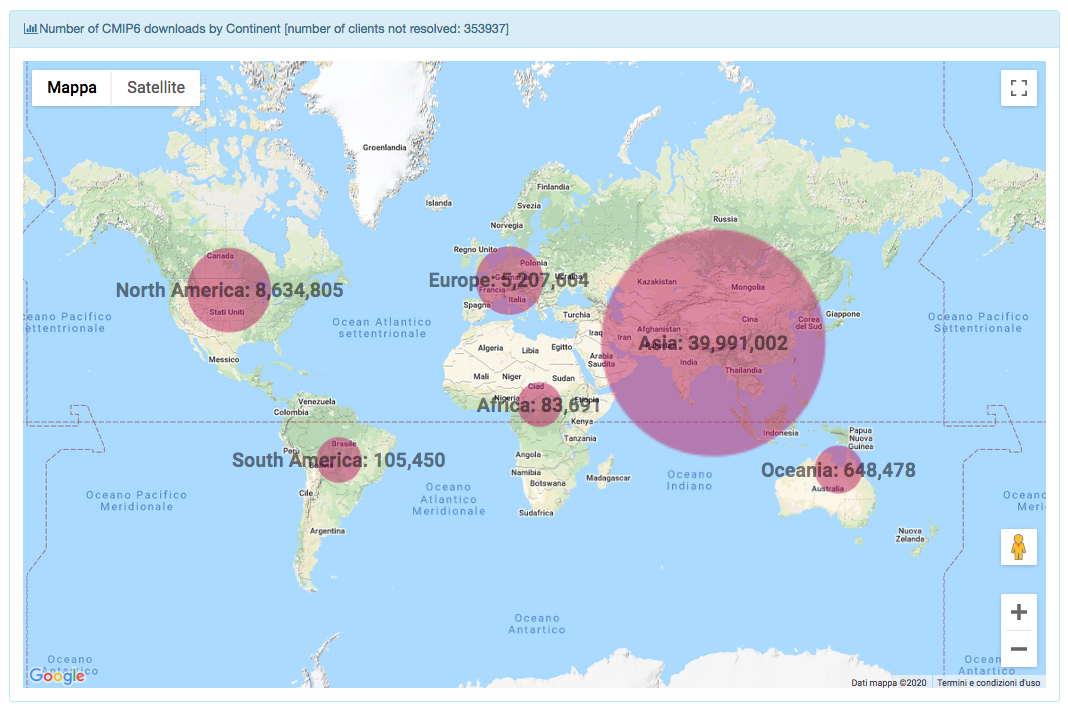 Number of CMIP6 downloads by Continent [number of clients not resolved: 353937]
Mappa
Satellite
Groenlandia
Islanda
Finlandia
Svezia
Norvegia
Russia
Regno Unito
Polonia
Ucraina
Germania
Francia
Italia
Spagna
Turchia
Canada
Stati Uniti
North America: 8,634,805
Europe: 5,207,664
Kazakistan
Mongolia
Cina
Corea
del Sud
Giappone
Afghanistan
Iran
Iraq
Asia: 39,991,002
India
Thailandia
eano Pacifico
ettentrionale
Oceano Atlantico
settentrionale
Oceano Pacifico
Settentrionale
Messico
Algeria
Libia
Egitto
Arabia
Saudita
Mali
Niger
Sudan
Ciad
Nigeria
Etiopia
Africa: 83,691
Kenya
Venezuela
Colombia
Indonesia
Papua
Nuova
Guinea
Tanzania
Brasile
Perù
Bolivia
South America: 105,450
Angola
Namibia
Botswana
Madagascar
Oceania: 648,478
Australia
Oceano
Indiano
Oceano Pacifico
Meridionale
Cile
Oceano
Atlantico
Meridionale
Sudafrica
Argentina
Oceano
Meri
Nuova
Zelanda
Oceano
Antartico
Oceano
Antartico
Ocean
Antartico
Google
Dati mappa ©2020
Termini e condizioni d'uso